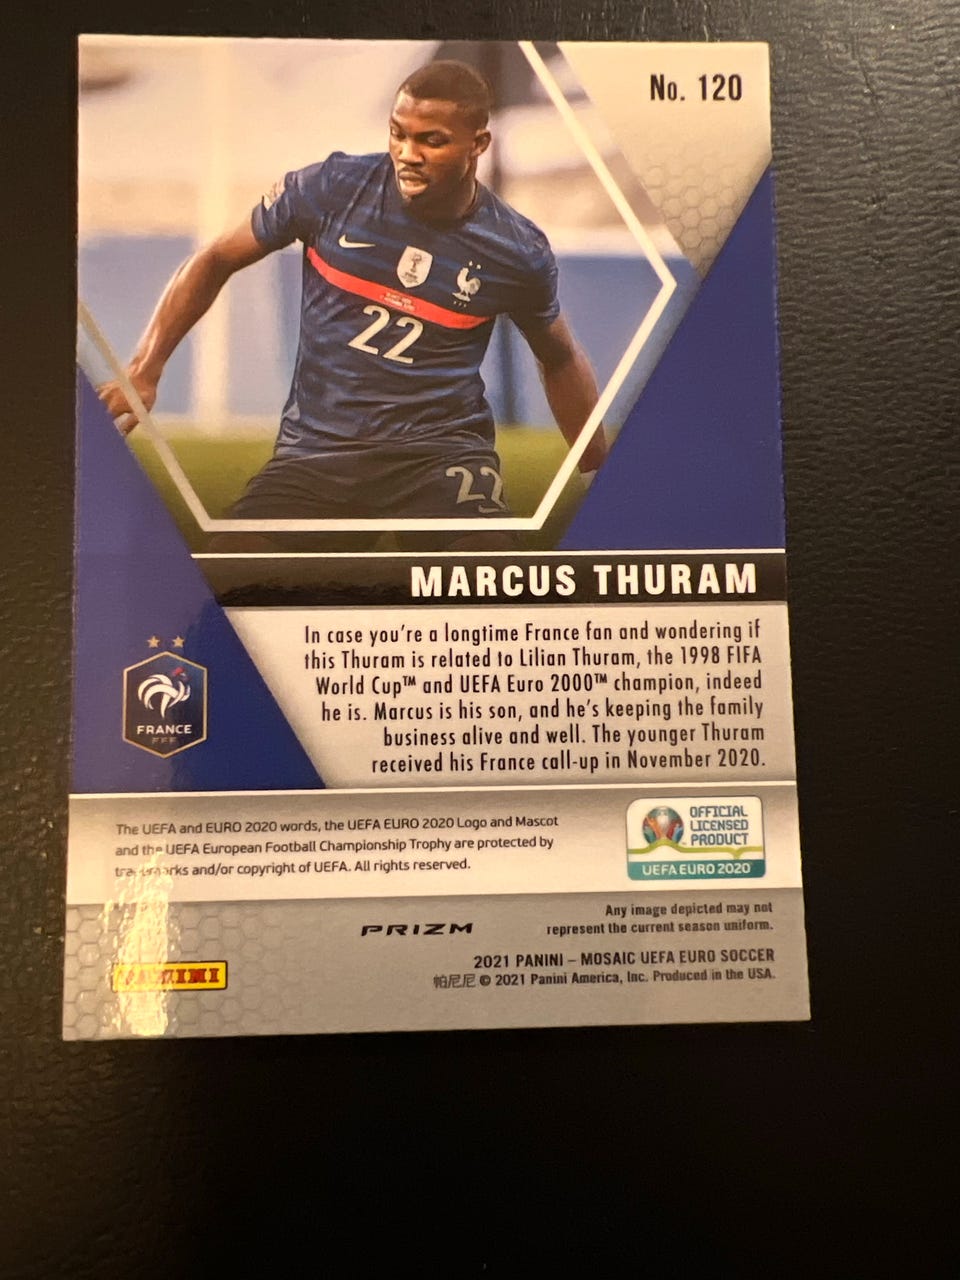 No. 120
22
22
MARCUS THURAM
In case you're a longtime France fan and wondering if
this Thuram is related to Lilian Thuram, the 1998 FIFA
World Cup™ and UEFA Euro 2000™ champion, indeed
he is. Marcus is his son, and he's keeping the family
business alive and well. The younger Thuram
received his France call-up in November 2020.
FRANCE
FFF
The UEFA and EURO 2020 words, the UEFA EURO 2020 Logo and Mascot
and the UEFA European Football Championship Trophy are protected by
trademarks and/or copyright of UEFA. All rights reserved.
OFFICIAL
LICENSED
PRODUCT
UEFA EURO 2020™
Any image depicted may not
represent the current season uniform.
PRIZM
2021 PANINI – MOSAIC UEFA EURO SOCCER
帕尼尼 © 2021 Panini America, Inc. Produced in the USA.
PANINI